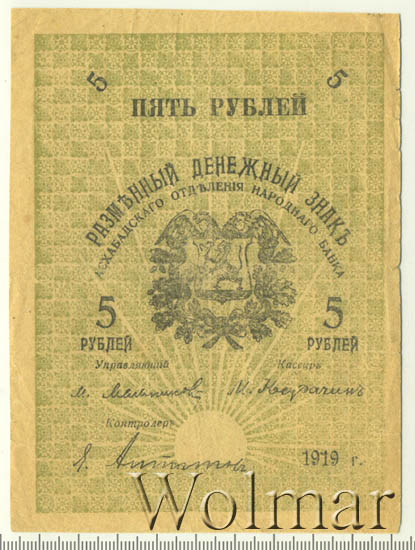 5 5
ПЯТЬ РУБЛЕЙ
РАЗМѢННЫЙ ДЕНЕЖНЫЙ ЗНАКЪ
АСХАБАДСКАГО ОТДѢЛЕНІЯ НАРОДНАГО БАНКА
5 5
РУБЛЕЙ РУБЛЕЙ
Управляющій Кассиръ
М. Мельников М.
Контролеръ
1919 г.
Wolmar